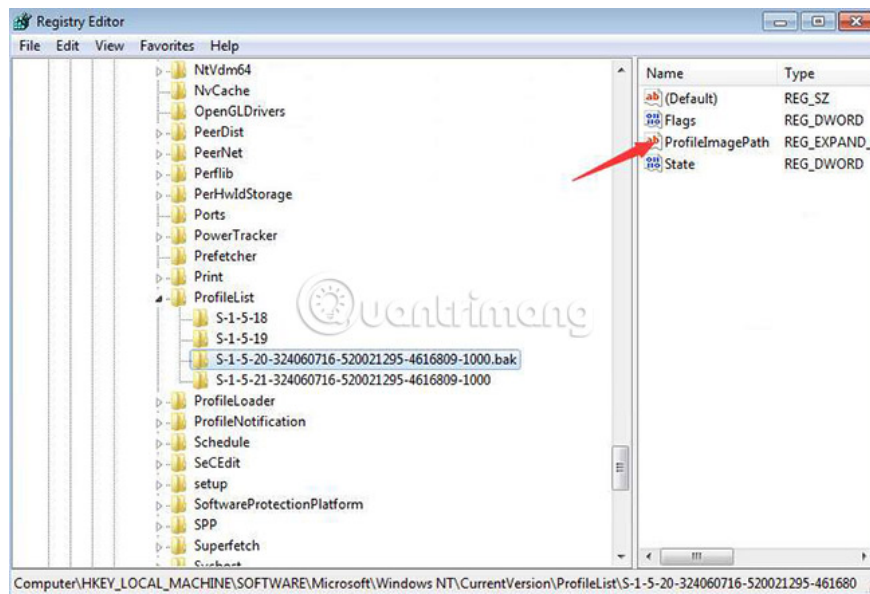 Registry Editor
File Edit View Favorites Help
NtVdm64
NvCache
OpenGLDrivers
PeerDist
PeerNet
Perflib
PerHwIdStorage
Ports
PowerTracker
Prefetcher
Print
ProfileList
S-1-5-18
S-1-5-19
S-1-5-20-324060716-520021295-4616809-1000.bak
S-1-5-21-324060716-520021295-4616809-1000
ProfileLoader
ProfileNotification
Schedule
SeCEdit
setup
SoftwareProtectionPlatform
SPP
Superfetch
Svchost
Name Type
(Default) REG_SZ
Flags REG_DWORD
ProfileImagePath REG_EXPAND_
State REG_DWORD
Quantrimang
Computer\HKEY_LOCAL_MACHINE\SOFTWARE\Microsoft\Windows NT\CurrentVersion\ProfileList\S-1-5-20-324060716-520021295-461680